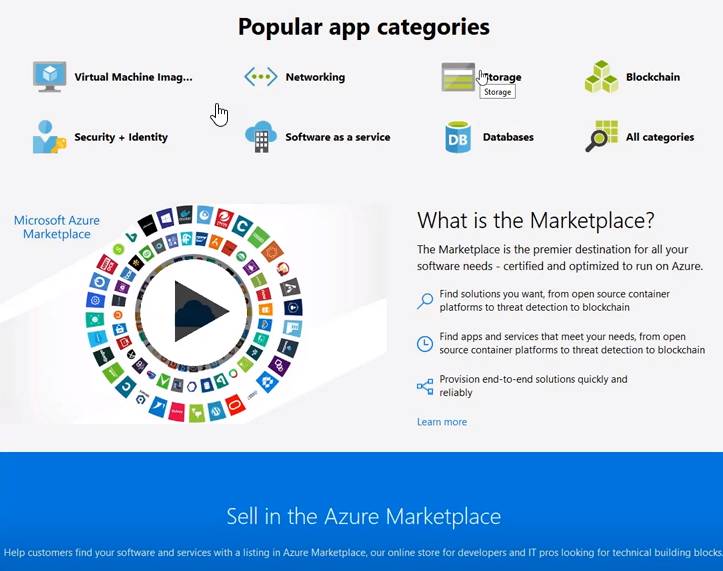 Popular app categories
Virtual Machine Imag...
Networking
Storage
Blockchain
Storage
Security + Identity
Software as a service
DB
Databases
All categories
Microsoft Azure
Marketplace
What is the Marketplace?
The Marketplace is the premier destination for all your
software needs - certified and optimized to run on Azure.
Find solutions you want, from open source container
platforms to threat detection to blockchain
Find apps and services that meet your needs, from open
source container platforms to threat detection to blockchain
Provision end-to-end solutions quickly and
reliably
Learn more
Sell in the Azure Marketplace
Help customers find your software and services with a listing in Azure Marketplace, our online store for developers and IT pros looking for technical building blocks.